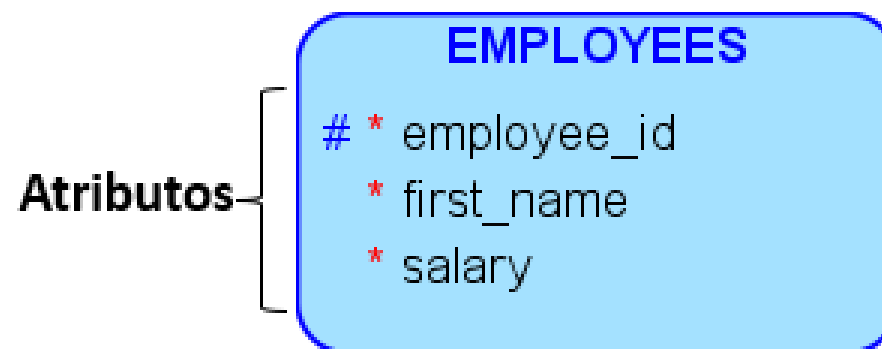 EMPLOYEES
# * employee_id
Atributos
* first_name
* salary